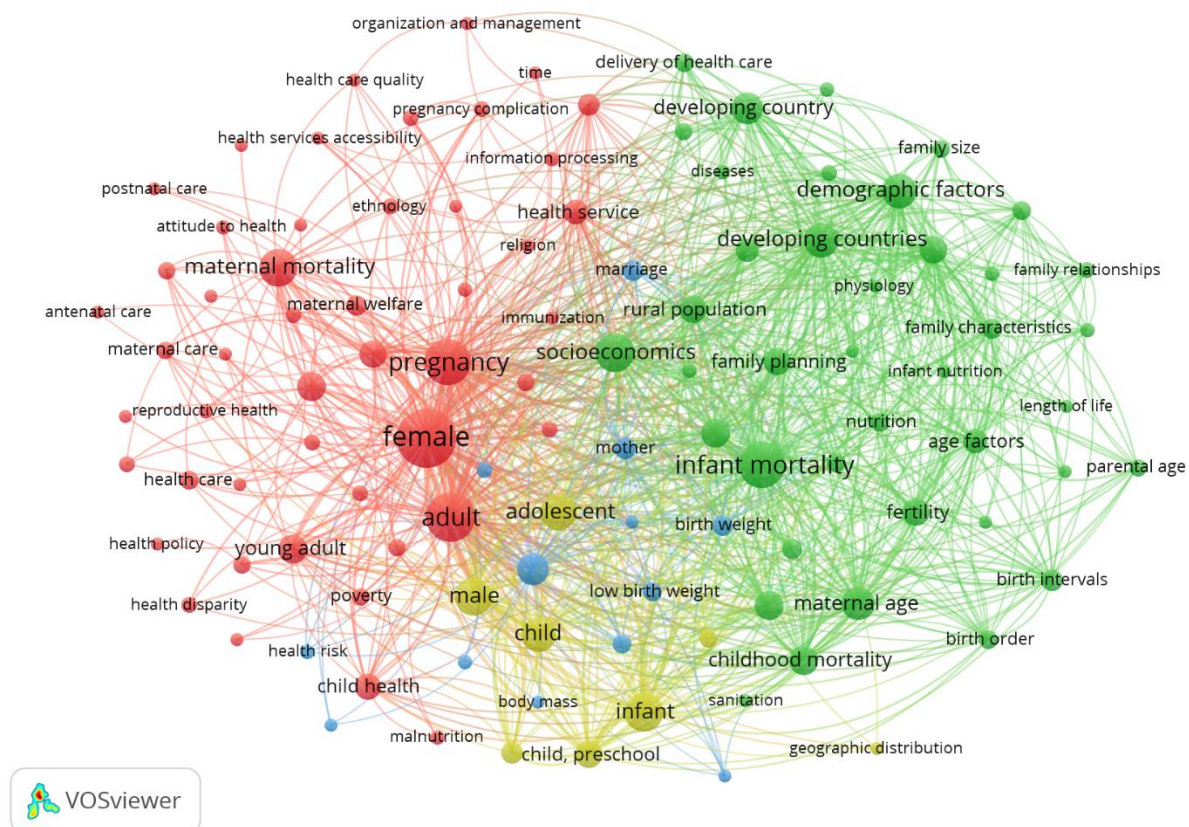 organization and management
delivery of health care
health care quality
time
developing country
pregnancy complication
health services accessibility
family size
information processing
diseases
postnatal care
demographic factors
ethnology
health service
attitude to health
developing countries
religion
maternal mortality
marriage
family relationships
physiology
maternal welfare
rural population
antenatal care
immunization
family characteristics
maternal care
socioeconomics
pregnancy
family planning
infant nutrition
length of life
reproductive health
nutrition
female
age factors
mother
infant mortality
parental age
health care
adolescent
fertility
adult
birth weight
health policy
young adult
birth intervals
low birth weight
male
poverty
maternal age
health disparity
child
birth order
health risk
childhood mortality
child health
body mass
sanitation
infant
malnutrition
child, preschool
geographic distribution
VOSviewer